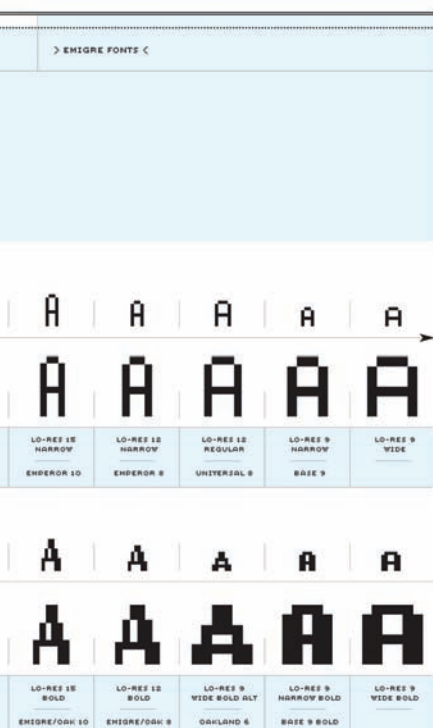 > EMIGRE FONTS <
A A A A A
A A A A A
LO-RES 15 NARROW
LO-RES 12 NARROW
LO-RES 12 REGULAR
LO-RES 9 NARROW
LO-RES 9 WIDE
EMPEROR 10
EMPEROR 8
UNIVERSAL 8
BASE 9
A A A A A
A A A A A
LO-RES 15 BOLD
LO-RES 12 BOLD
LO-RES 9 WIDE BOLD ALT
LO-RES 9 NARROW BOLD
LO-RES 9 WIDE BOLD
EMIGRE/OAK 10
EMIGRE/OAK 8
OAKLAND 6
BASE 9 BOLD